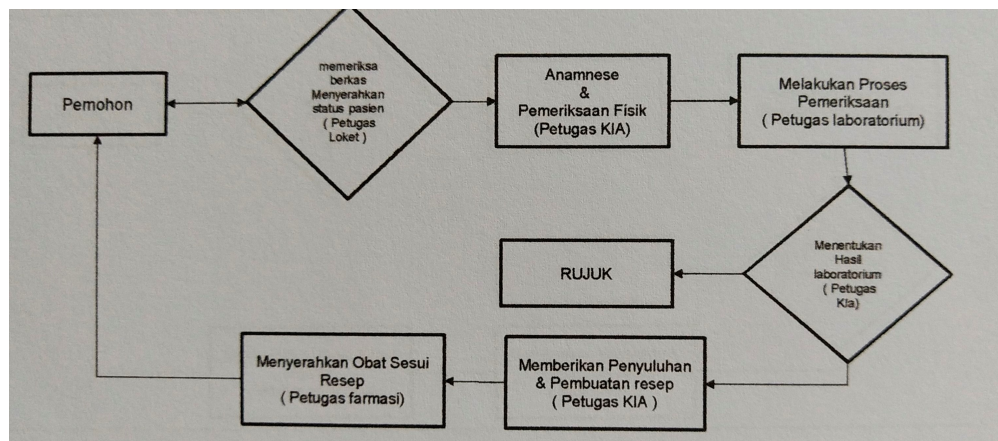 Pemohon
memeriksa
berkas
Menyerahkan
status pasien
( Petugas
Loket )
Anamnese
&
Pemeriksaan Fisik
(Petugas KIA)
Melakukan Proses
Pemeriksaan
( Petugas laboratorium)
Menentukan
Hasil
laboratorium
( Petugas
KIa)
RUJUK
Memberikan Penyuluhan
& Pembuatan resep
( Petugas KIA )
Menyerahkan Obat Sesui
Resep
( Petugas farmasi)